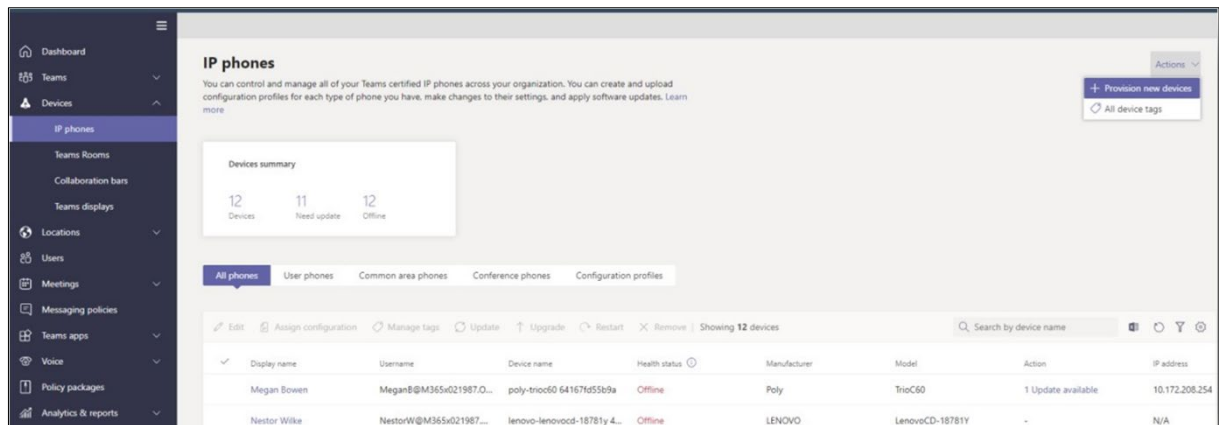 Dashboard
Teams
Devices
IP phones
Teams Rooms
Collaboration bars
Teams displays
Locations
Users
Meetings
Messaging policies
Teams apps
Voice
Policy packages
Analytics & reports
IP phones
You can control and manage all of your Teams certified IP phones across your organization. You can create and upload
configuration profiles for each type of phone you have, make changes to their settings, and apply software updates. Learn
more
Actions
+ Provision new devices
All device tags
Devices summary
12 11 12
Devices Need update Offline
All phones User phones Common area phones Conference phones Configuration profiles
Edit Assign configuration Manage tags Update Upgrade Restart Remove | Showing 12 devices Search by device name
Display name Username Device name Health status Manufacturer Model Action IP address
Megan Bowen MeganB@M365x021987.O... poly-trioc60 64167fd55b9a Offline Poly TrioC60 1 Update available 10.172.208.254
Nestor Wilke NestorW@M365x021987.... lenovo-lenovocd-18781y 4... Offline LENOVO LenovoCD-18781Y - N/A